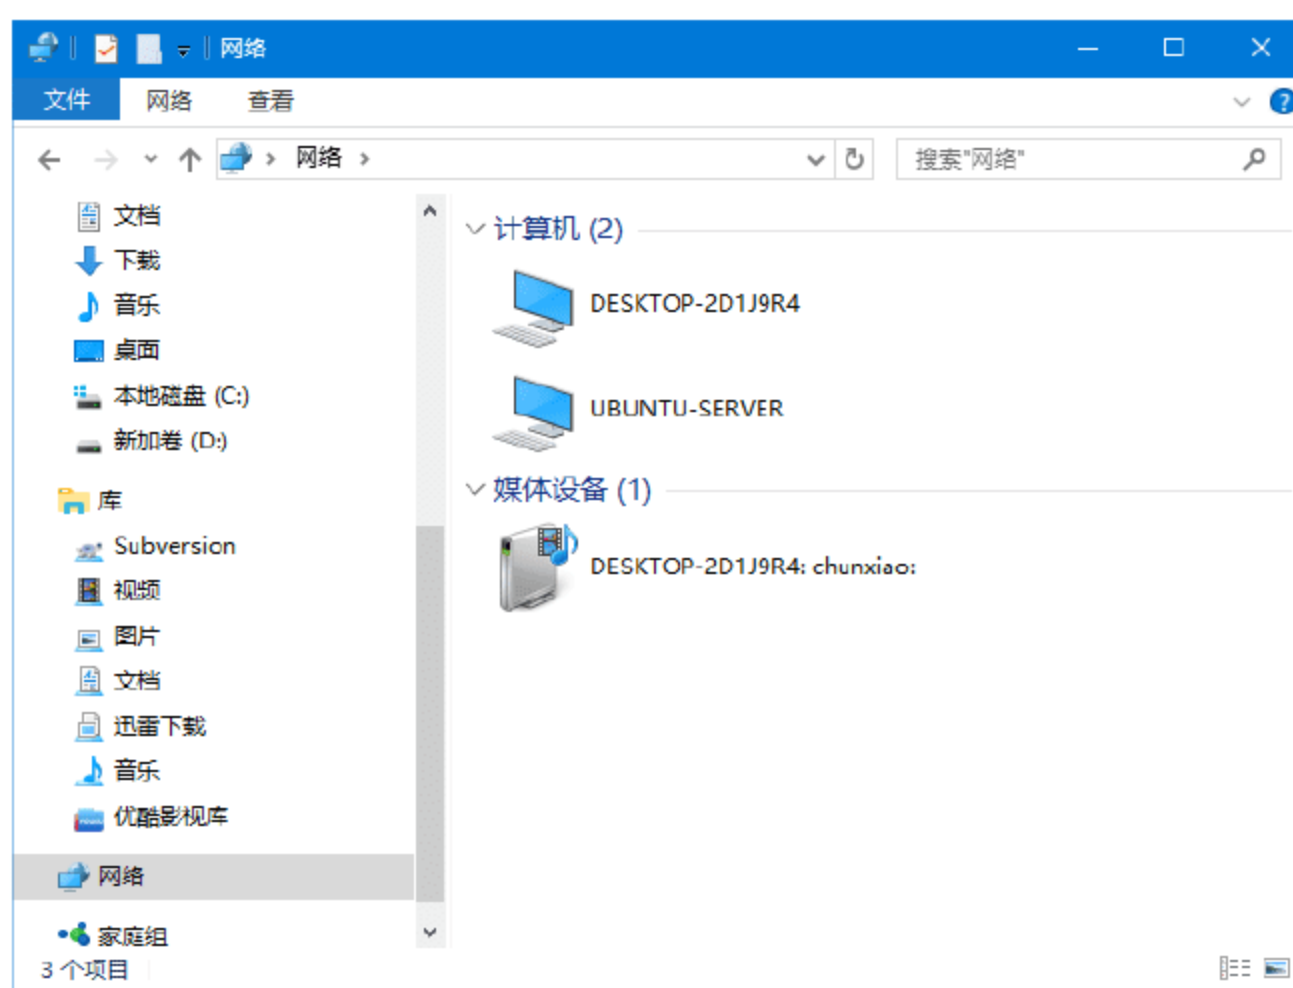 网络
文件 网络 查看
网络
搜索"网络"
文档
下载
音乐
桌面
本地磁盘 (C:)
新加卷 (D:)
库
Subversion
视频
图片
文档
迅雷下载
音乐
优酷影视库
网络
家庭组
计算机 (2)
DESKTOP-2D1J9R4
UBUNTU-SERVER
媒体设备 (1)
DESKTOP-2D1J9R4: chunxiao:
3 个项目